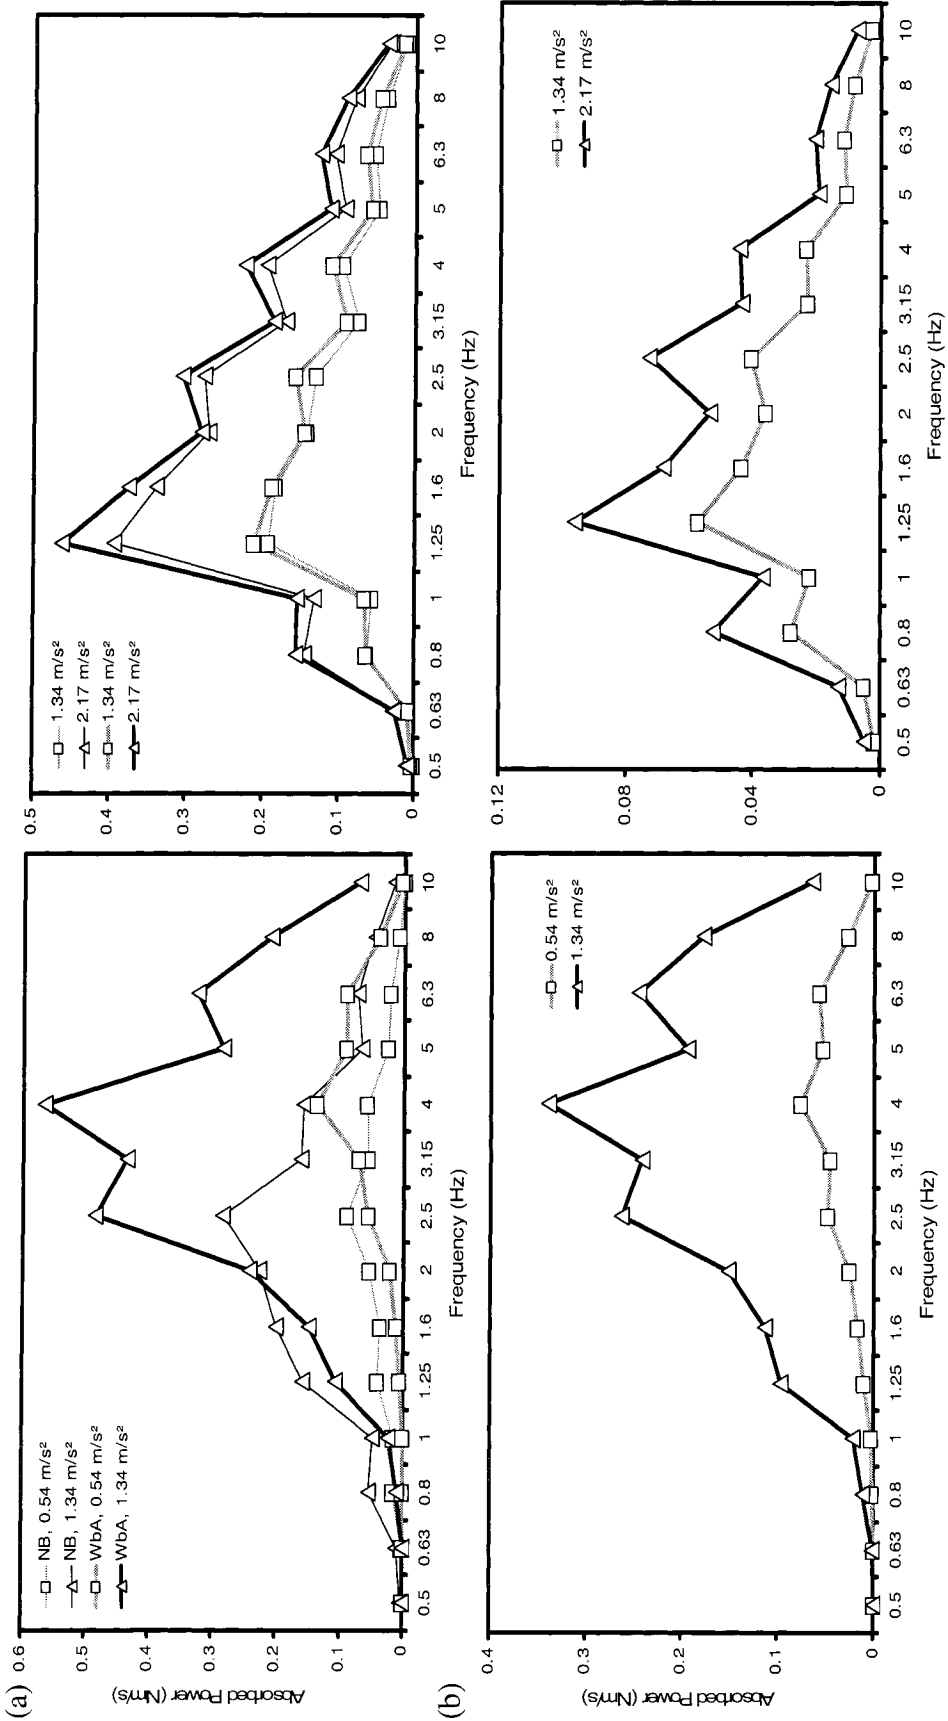 (a)
0.6
0.5
0.4
0.3
0.2
0.1
0
Absorbed Power (Nm/s)
NB, 0.54 m/s²
NB, 1.34 m/s²
WbA, 0.54 m/s²
WbA, 1.34 m/s²
0.5 0.63 0.8 1 1.25 1.6 2 2.5 3.15 4 5 6.3 8 10
Frequency (Hz)
0.5
0.4
0.3
0.2
0.1
0
1.34 m/s²
2.17 m/s²
1.34 m/s²
2.17 m/s²
0.5 0.63 0.8 1 1.25 1.6 2 2.5 3.15 4 5 6.3 8 10
Frequency (Hz)
(b)
0.4
0.3
0.2
0.1
0
Absorbed Power (Nm/s)
0.54 m/s²
1.34 m/s²
0.5 0.63 0.8 1 1.25 1.6 2 2.5 3.15 4 5 6.3 8 10
Frequency (Hz)
0.12
0.08
0.04
0
1.34 m/s²
2.17 m/s²
0.5 0.63 0.8 1 1.25 1.6 2 2.5 3.15 4 5 6.3 8 10
Frequency (Hz)